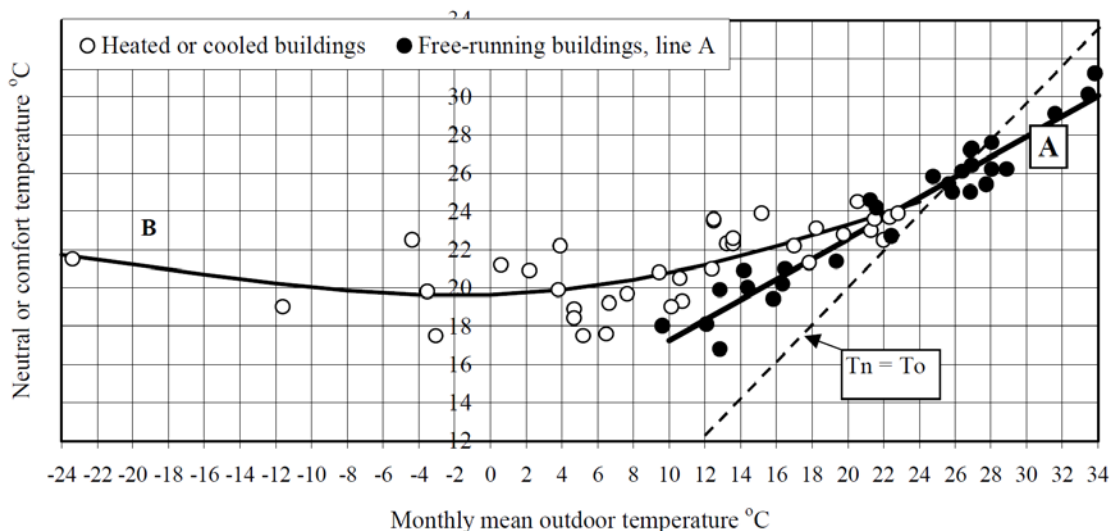 34
Heated or cooled buildings Free-running buildings, line A
Neutral or comfort temperature °C
30
28
A
26
24
B
22
20
18
16
Tn = To
14
12
-24 -22 -20 -18 -16 -14 -12 -10 -8 -6 -4 -2 0 2 4 6 8 10 12 14 16 18 20 22 24 26 28 30 32 34
Monthly mean outdoor temperature °C